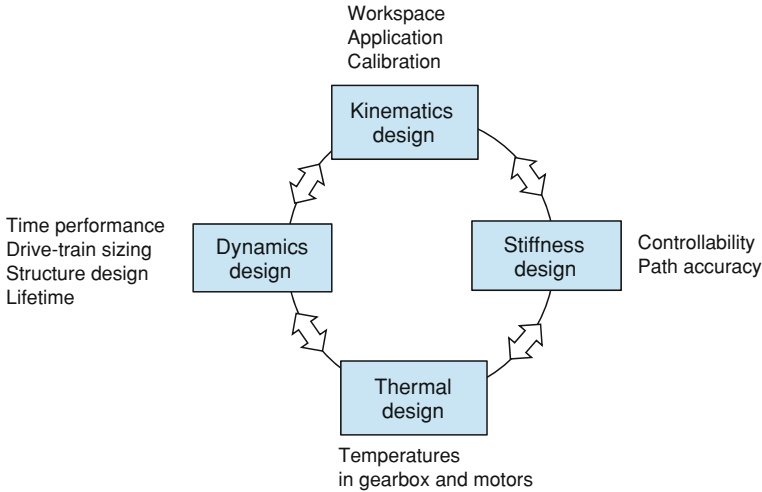 Workspace
Application
Calibration
Kinematics
design
Time performance
Drive-train sizing
Structure design
Lifetime
Dynamics
design
Stiffness
design
Controllability
Path accuracy
Thermal
design
Temperatures
in gearbox and motors